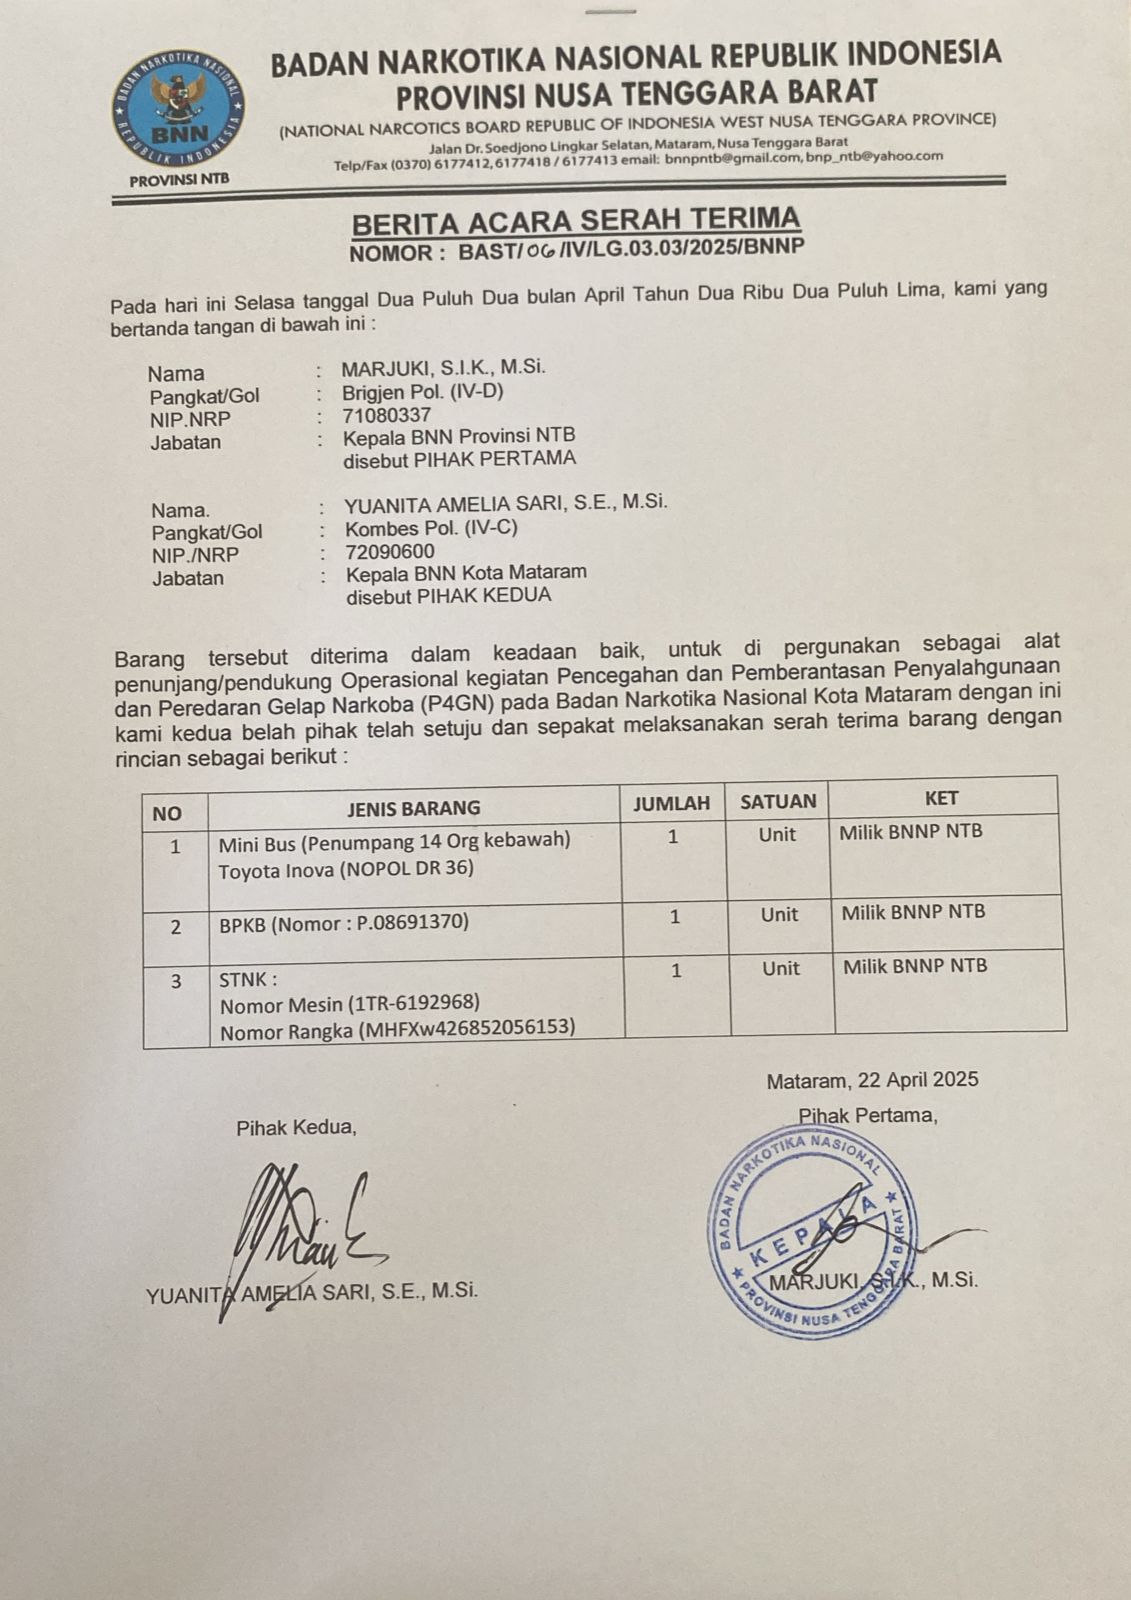 BADAN NARKOTIKA NASIONAL
REPUBLIK INDONESIA
BNN
PROVINSI NTB
BADAN NARKOTIKA NASIONAL REPUBLIK INDONESIA
PROVINSI NUSA TENGGARA BARAT
(NATIONAL NARCOTICS BOARD REPUBLIC OF INDONESIA WEST NUSA TENGGARA PROVINCE)
Jalan Dr. Soedjono Lingkar Selatan, Mataram, Nusa Tenggara Barat
Telp/Fax (0370) 6177412, 6177418 / 6177413 email: bnnpntb@gmail.com, bnp_ntb@yahoo.com
BERITA ACARA SERAH TERIMA
NOMOR : BAST/06/IV/LG.03.03/2025/BNNP
Pada hari ini Selasa tanggal Dua Puluh Dua bulan April Tahun Dua Ribu Dua Puluh Lima, kami yang
bertanda tangan di bawah ini :
Nama : MARJUKI, S.I.K., M.Si.
Pangkat/Gol : Brigjen Pol. (IV-D)
NIP.NRP : 71080337
Jabatan : Kepala BNN Provinsi NTB
disebut PIHAK PERTAMA
Nama. : YUANITA AMELIA SARI, S.E., M.Si.
Pangkat/Gol : Kombes Pol. (IV-C)
NIP./NRP : 72090600
Jabatan : Kepala BNN Kota Mataram
disebut PIHAK KEDUA
Barang tersebut diterima dalam keadaan baik, untuk di pergunakan sebagai alat
penunjang/pendukung Operasional kegiatan Pencegahan dan Pemberantasan Penyalahgunaan
dan Peredaran Gelap Narkoba (P4GN) pada Badan Narkotika Nasional Kota Mataram dengan ini
kami kedua belah pihak telah setuju dan sepakat melaksanakan serah terima barang dengan
rincian sebagai berikut :
NO JENIS BARANG JUMLAH SATUAN KET
1 Mini Bus (Penumpang 14 Org kebawah) 1 Unit Milik BNNP NTB
Toyota Inova (NOPOL DR 36)
2 BPKB (Nomor : P.08691370) 1 Unit Milik BNNP NTB
3 STNK : 1 Unit Milik BNNP NTB
Nomor Mesin (1TR-6192968)
Nomor Rangka (MHFXw426852056153)
Mataram, 22 April 2025
Pihak Kedua, Pihak Pertama,
BADAN NARKOTIKA NASIONAL
KEPALA
PROVINSI NUSA TENGGARA BARAT
YUANITA AMELIA SARI, S.E., M.Si. MARJUKI, S.I.K., M.Si.